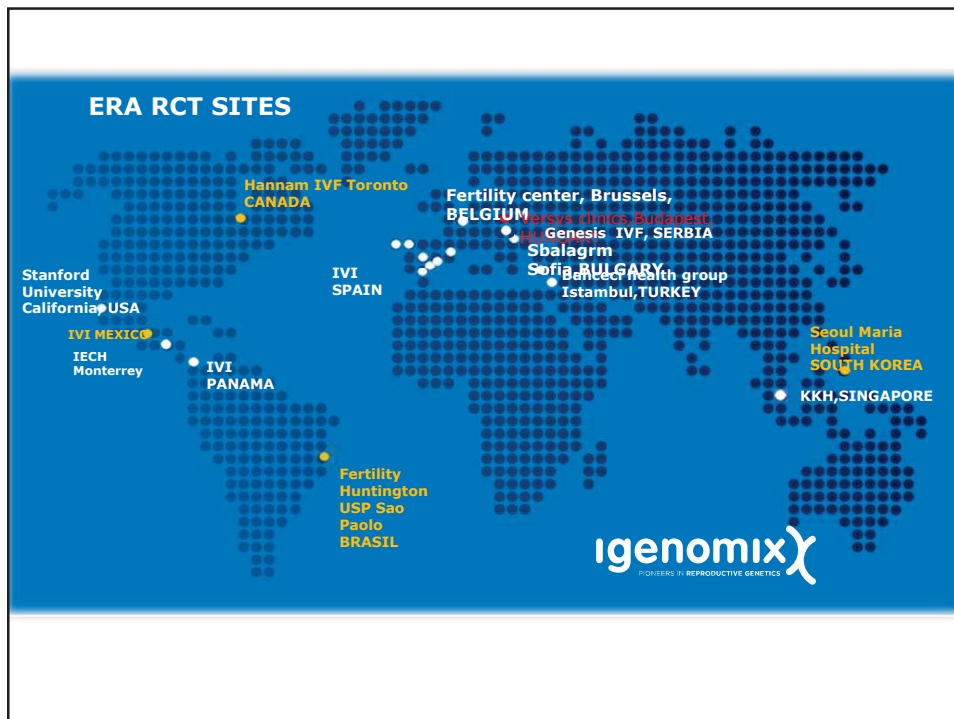 ERA RCT SITES
Hannam IVF Toronto
CANADA
Fertility center, Brussels,
BELGIUM
Versys clinics,Budapest,
HUNGARY
Genesis IVF, SERBIA
Sbalagrm
Sofia,BULGARY
Bahceci health group
Istambul,TURKEY
IVI
SPAIN
Stanford
University
California, USA
IVI MEXICO
IECH
Monterrey
IVI
PANAMA
Seoul Maria
Hospital
SOUTH KOREA
KKH,SINGAPORE
Fertility
Huntington
USP Sao
Paolo
BRASIL
Igenomix
PIONEERS IN REPRODUCTIVE GENETICS